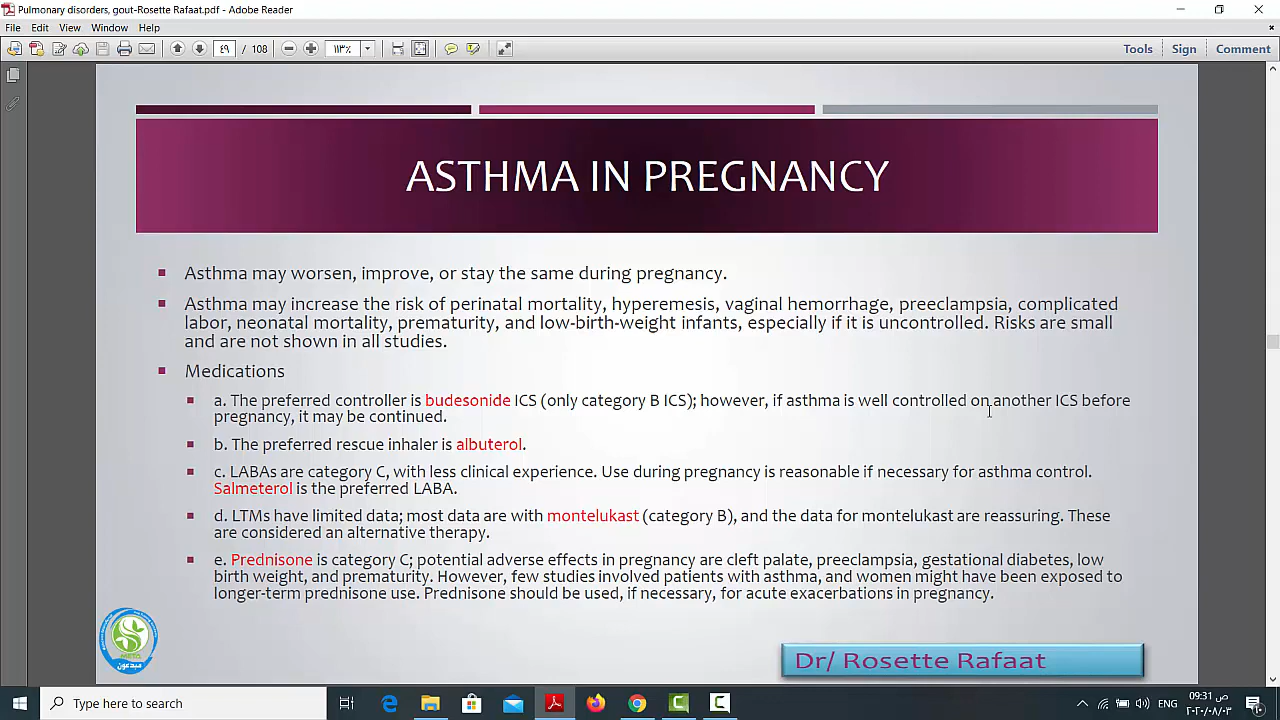 Pulmonary disorders, gout-Rosette Rafaat.pdf - Adobe Reader
File Edit View Window Help
٤٩ / 108 ١١٣٪ Tools Sign Comment
ASTHMA IN PREGNANCY
Asthma may worsen, improve, or stay the same during pregnancy.
Asthma may increase the risk of perinatal mortality, hyperemesis, vaginal hemorrhage, preeclampsia, complicated
labor, neonatal mortality, prematurity, and low-birth-weight infants, especially if it is uncontrolled. Risks are small
and are not shown in all studies.
Medications
a. The preferred controller is budesonide ICS (only category B ICS); however, if asthma is well controlled on another ICS before
pregnancy, it may be continued.
b. The preferred rescue inhaler is albuterol.
c. LABAs are category C, with less clinical experience. Use during pregnancy is reasonable if necessary for asthma control.
Salmeterol is the preferred LABA.
d. LTMs have limited data; most data are with montelukast (category B), and the data for montelukast are reassuring. These
are considered an alternative therapy.
e. Prednisone is category C; potential adverse effects in pregnancy are cleft palate, preeclampsia, gestational diabetes, low
birth weight, and prematurity. However, few studies involved patients with asthma, and women might have been exposed to
longer-term prednisone use. Prednisone should be used, if necessary, for acute exacerbations in pregnancy.
مبدعون
Dr/ Rosette Rafaat
Type here to search
09:31 ص
٢٠٢٠/٠٨/٠٣